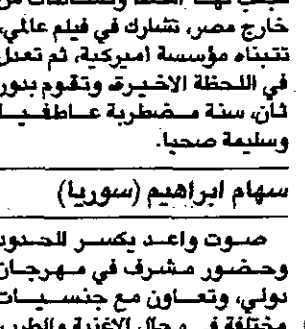 خارج مصر، تشارك في فيلم عالمي،
تتبناه مؤسسة أميركية، ثم تعدل
في اللحظة الاخيرة، وتقوم بدور
ثان، سنة مضطربة عاطفيا
وسليمة صحيا.
سهام ابراهيم (سوريا)
صوت واعد يكسر الحدود
وحضور مشرف في مهرجان
دولي، وتعاون مع جنسيات
مختلفة في مجال الاغنية والطرب